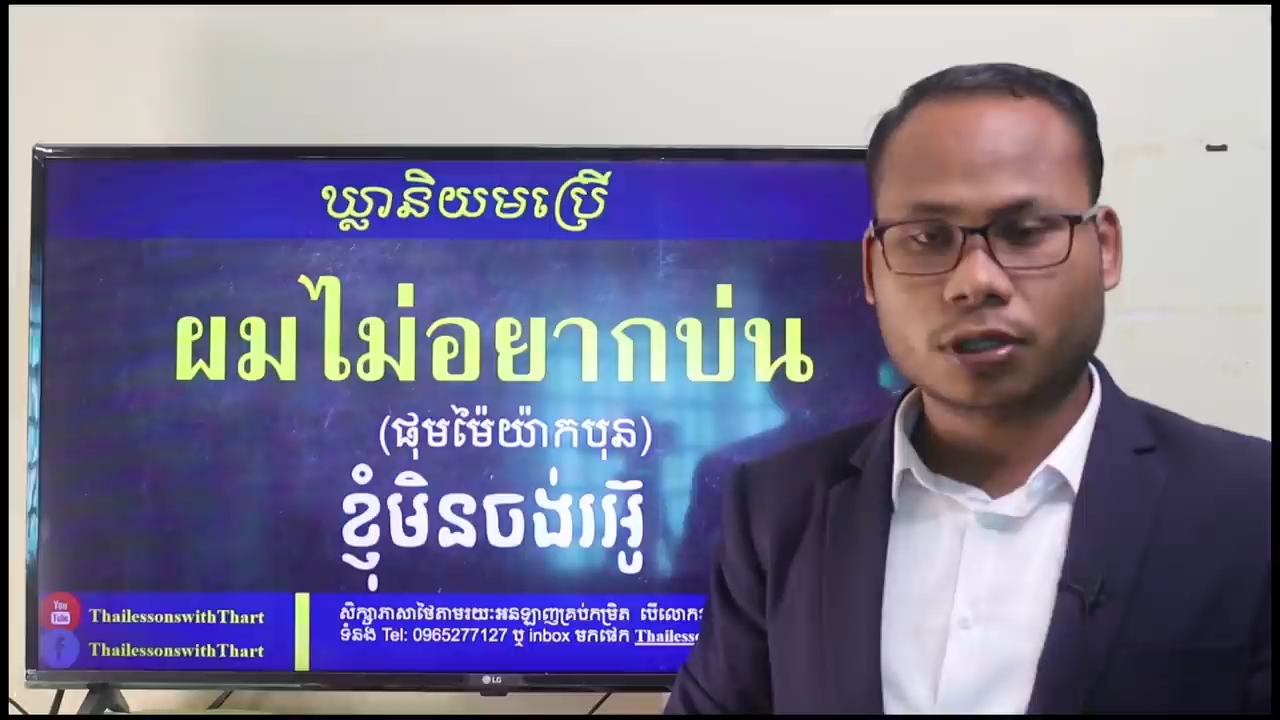 ឃ្លានិយមប្រើ
ผมไม่อยากบ่น
(ផុមម៉ៃយ៉ាកបុន)
ខ្ញុំមិនចង់រអ៊ូ
You Tube ThailessonswithThart
ThailessonswithThart
សិក្សាភាសាថៃតាមរយៈអនឡាញគ្រប់កម្រិត បើលោក
ទំនង Tel: 0965277127 ឬ inbox មកផេក Thailess
LG